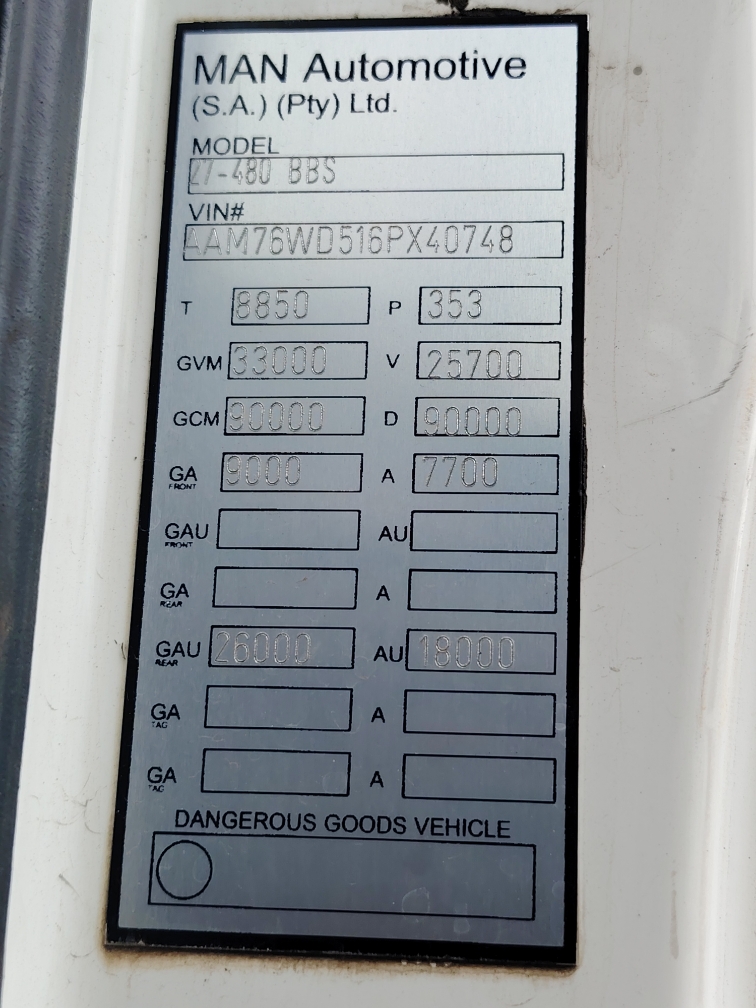 MAN Automotive
(S.A.) (Pty) Ltd.
MODEL
27-480 BBS
VIN#
AAM76WD516PX40748
T 8850 P 353
GVM 33000 V 25700
GCM 90000 D 90000
GA FRONT 9000 A 7700
GAU FRONT AU
GA REAR A
GAU REAR 26000 AU 18000
GA TAG A
GA TAG A
DANGEROUS GOODS VEHICLE